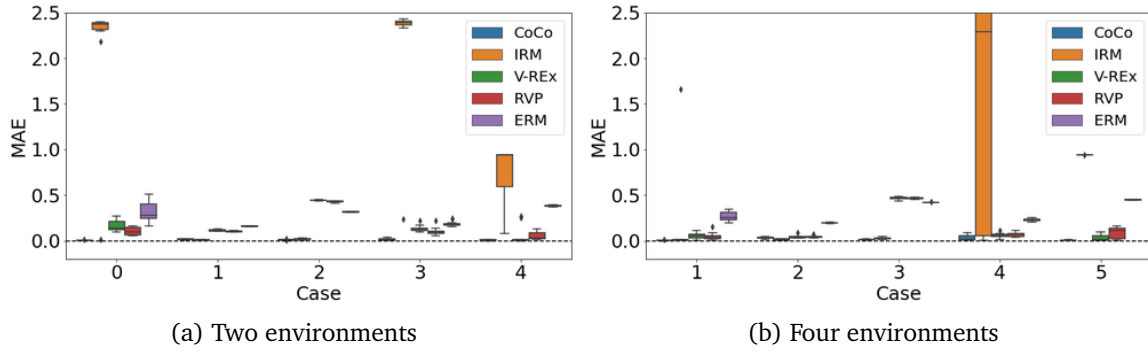 2.5
2.0
1.5
1.0
0.5
0.0
MAE
0
1
2
3
4
Case
CoCo
IRM
V-REx
RVP
ERM
(a) Two environments
2.5
2.0
1.5
1.0
0.5
0.0
MAE
1
2
3
4
5
Case
CoCo
IRM
V-REx
RVP
ERM
(b) Four environments